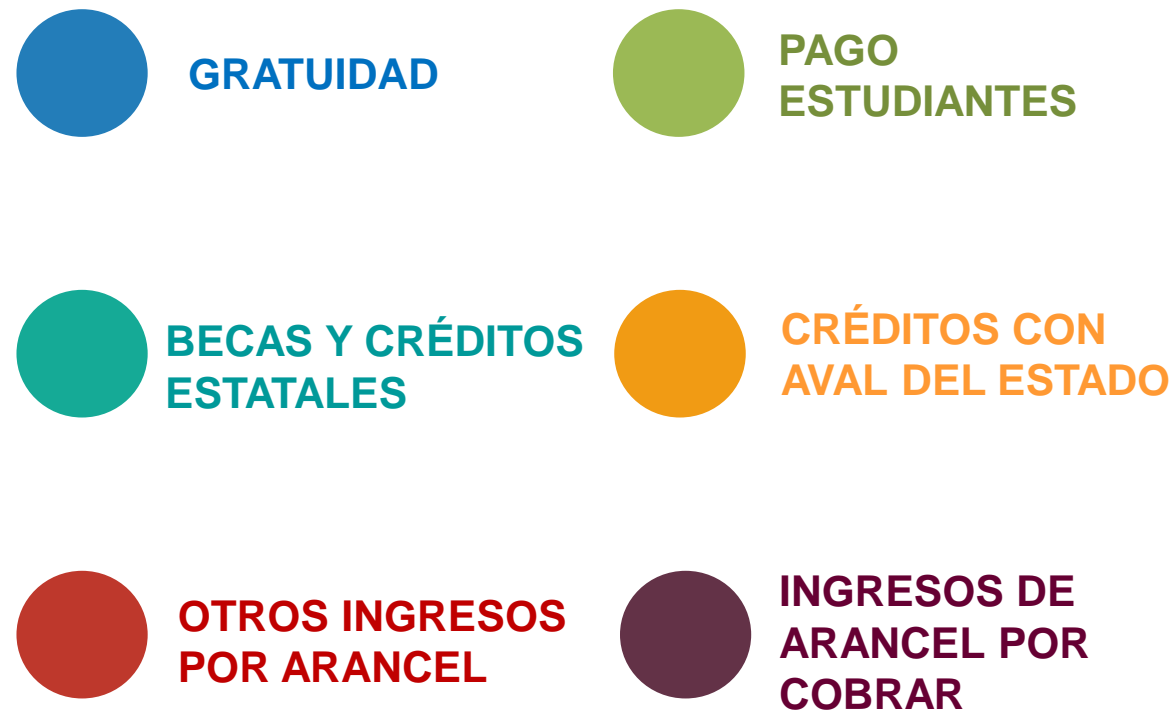 GRATUIDAD
PAGO
ESTUDIANTES
BECAS Y CRÉDITOS
ESTATALES
CRÉDITOS CON
AVAL DEL ESTADO
OTROS INGRESOS
POR ARANCEL
INGRESOS DE
ARANCEL POR
COBRAR